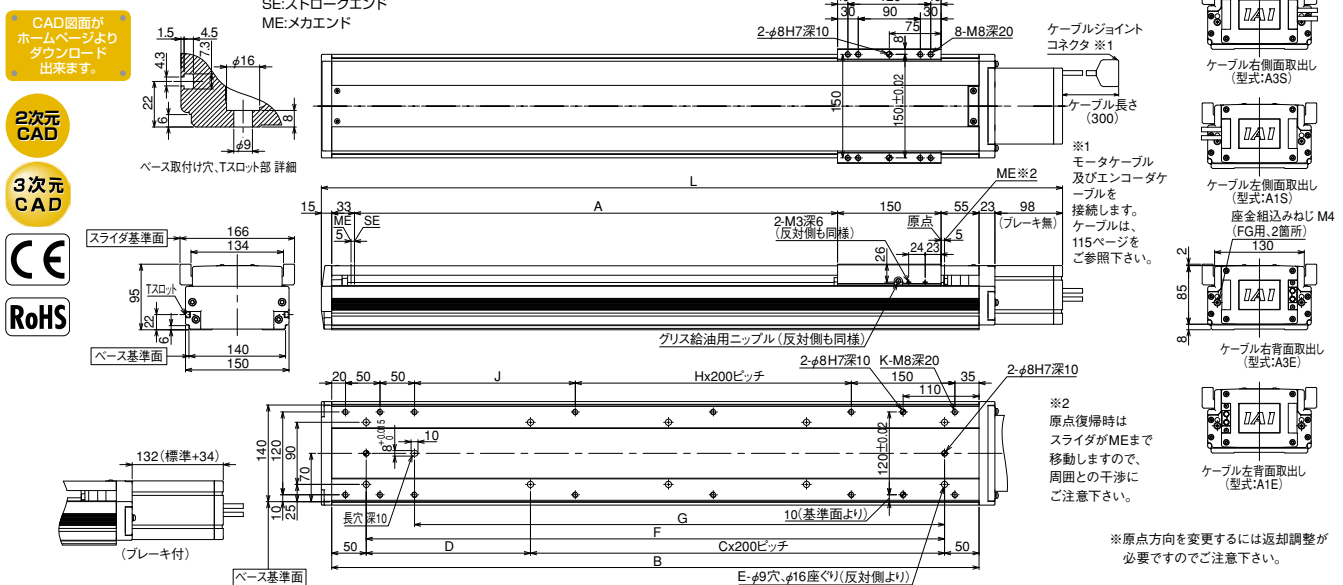 CAD図面が
ホームページより
ダウンロード
出来ます。
2次元
CAD
3次元
CAD
CE
RoHS
SE:ストロークエンド
ME:メカエンド
1.5
4.5
7.3
4.3
φ16
22
6
8
φ9
ベース取付け穴、Tスロット部 詳細
30
90
30
75
2-φ8H7深10
8
8-M8深20
150
150±0.02
ケーブルジョイント
コネクタ ※1
ケーブル長さ
(300)
※1
モータケーブル
及びエンコーダケ
ーブルを
接続します。
ケーブルは、
115ページを
ご参照下さい。
L
15
33
A
150
55
23
98
(ブレーキ無)
ME
SE
5
2-M3深6
(反対側も同様)
原点
ME※2
5
24
23
26
グリス給油用ニップル(反対側も同様)
スライダ基準面
166
134
95
Tスロット
22
6
ベース基準面
140
150
20
50
50
J
Hx200ピッチ
150
35
110
2-φ8H7深10
K-M8深20
2-φ8H7深10
140
120
90
70
10
25
8 +0.015 0
10
120±0.02
長穴 深10
10(基準面より)
G
F
50
D
Cx200ピッチ
50
B
E-φ9穴、φ16座ぐり(反対側より)
ベース基準面
132(標準+34)
(ブレーキ付)
※2
原点復帰時は
スライダがMEまで
移動しますので、
周囲との干渉に
ご注意下さい。
IAI
ケーブル右側面取出し
(型式:A3S)
IAI
ケーブル左側面取出し
(型式:A1S)
座金組込みねじ M4
(FG用、2箇所)
130
2
85
8
IAI
ケーブル右背面取出し
(型式:A3E)
IAI
ケーブル左背面取出し
(型式:A1E)
※原点方向を変更するには返却調整が
必要ですのでご注意下さい。